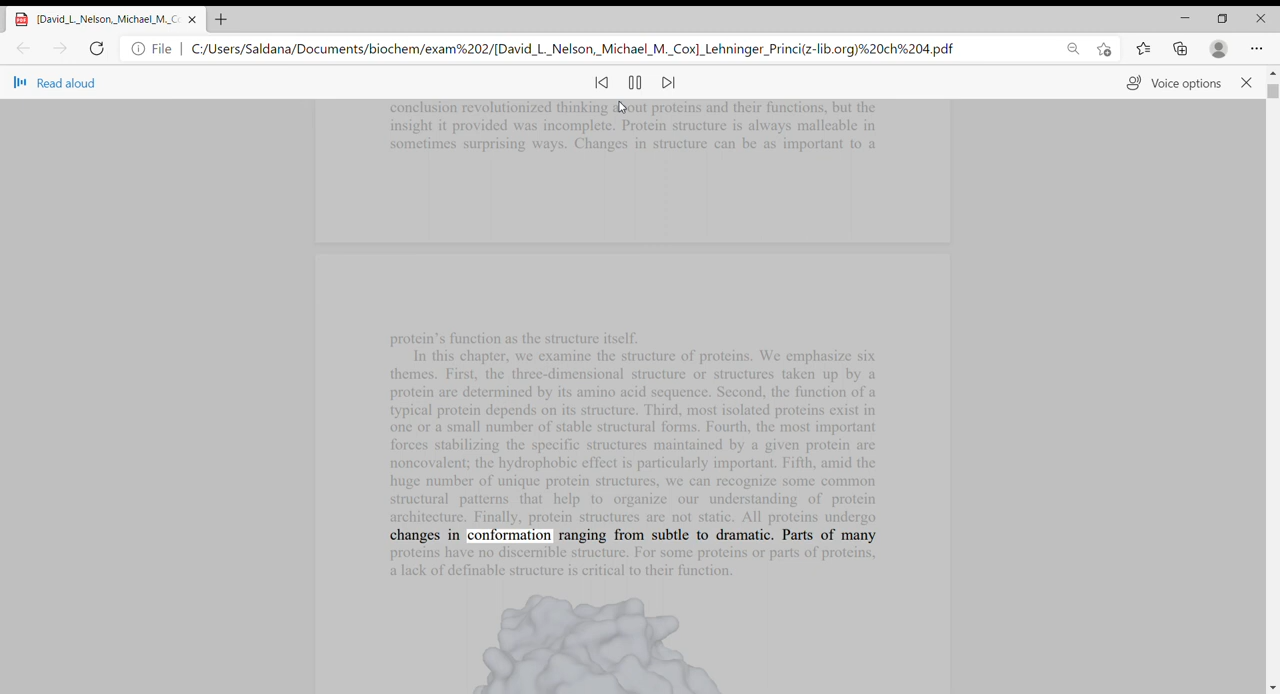 [David_L._Nelson,_Michael_M._C
File
C:/Users/Saldana/Documents/biochem/exam%202/[David_L._Nelson,_Michael_M._Cox]_Lehninger_Princi(z-lib.org)%20ch%204.pdf
Read aloud
Voice options
conclusion revolutionized thinking about proteins and their functions, but the
insight it provided was incomplete. Protein structure is always malleable in
sometimes surprising ways. Changes in structure can be as important to a
protein's function as the structure itself.
In this chapter, we examine the structure of proteins. We emphasize six
themes. First, the three-dimensional structure or structures taken up by a
protein are determined by its amino acid sequence. Second, the function of a
typical protein depends on its structure. Third, most isolated proteins exist in
one or a small number of stable structural forms. Fourth, the most important
forces stabilizing the specific structures maintained by a given protein are
noncovalent; the hydrophobic effect is particularly important. Fifth, amid the
huge number of unique protein structures, we can recognize some common
structural patterns that help to organize our understanding of protein
architecture. Finally, protein structures are not static. All proteins undergo
changes in conformation ranging from subtle to dramatic. Parts of many
proteins have no discernible structure. For some proteins or parts of proteins,
a lack of definable structure is critical to their function.